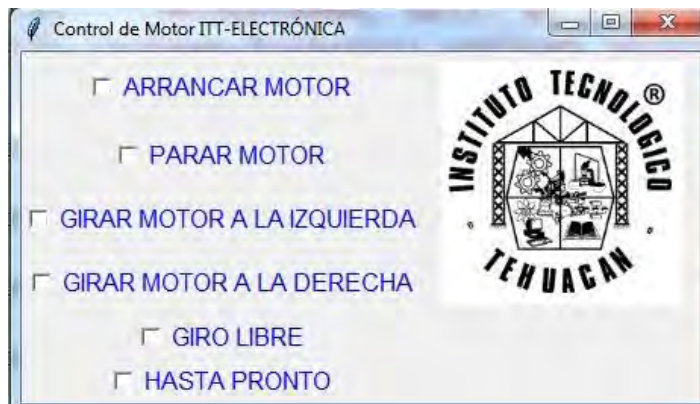 Control de Motor ITT-ELECTRÓNICA
ARRANCAR MOTOR
PARAR MOTOR
GIRAR MOTOR A LA IZQUIERDA
GIRAR MOTOR A LA DERECHA
GIRO LIBRE
HASTA PRONTO
INSTITUTO TECNOLOGICO ®
TEHUACAN